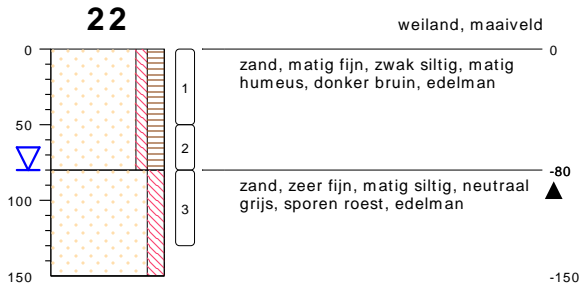 22
weiland, maaiveld
0
0
zand, matig fijn, zwak siltig, matig
humeus, donker bruin, edelman
1
50
2
-80
zand, zeer fijn, matig siltig, neutraal
grijs, sporen roest, edelman
100
3
150
-150